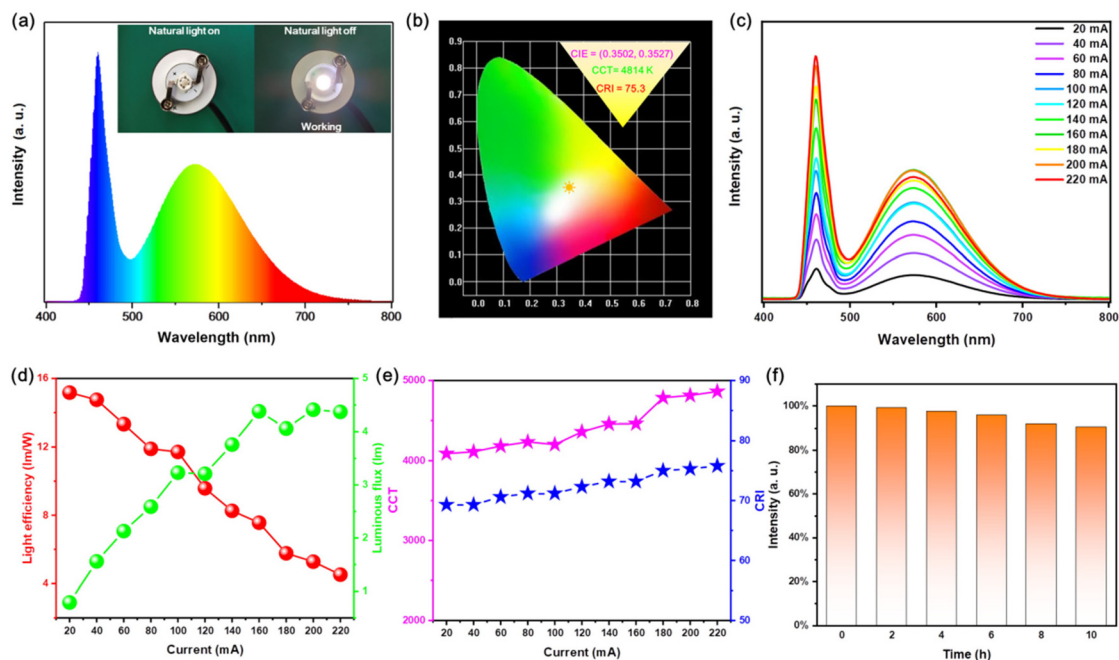 (a)
Natural light on
Natural light off
Working
Intensity (a. u.)
400 500 600 700 800
Wavelength (nm)
(b)
CIE = (0.3502, 0.3527)
CCT= 4814 K
CRI = 75.3
0.9
0.8
0.7
0.6
0.5
0.4
0.3
0.2
0.1
0.0
0.0 0.1 0.2 0.3 0.4 0.5 0.6 0.7 0.8
(c)
20 mA
40 mA
60 mA
80 mA
100 mA
120 mA
140 mA
160 mA
180 mA
200 mA
220 mA
Intensity (a. u.)
400 500 600 700 800
Wavelength (nm)
(d)
Light efficiency (lm/W)
16
12
8
4
Luminous flux (lm)
5
4
3
2
1
20 40 60 80 100 120 140 160 180 200 220
Current (mA)
(e)
CCT
5000
4000
3000
2000
CRI
90
80
70
60
50
20 40 60 80 100 120 140 160 180 200 220
Current (mA)
(f)
Intensity (a. u.)
100%
80%
60%
40%
20%
0%
0 2 4 6 8 10
Time (h)